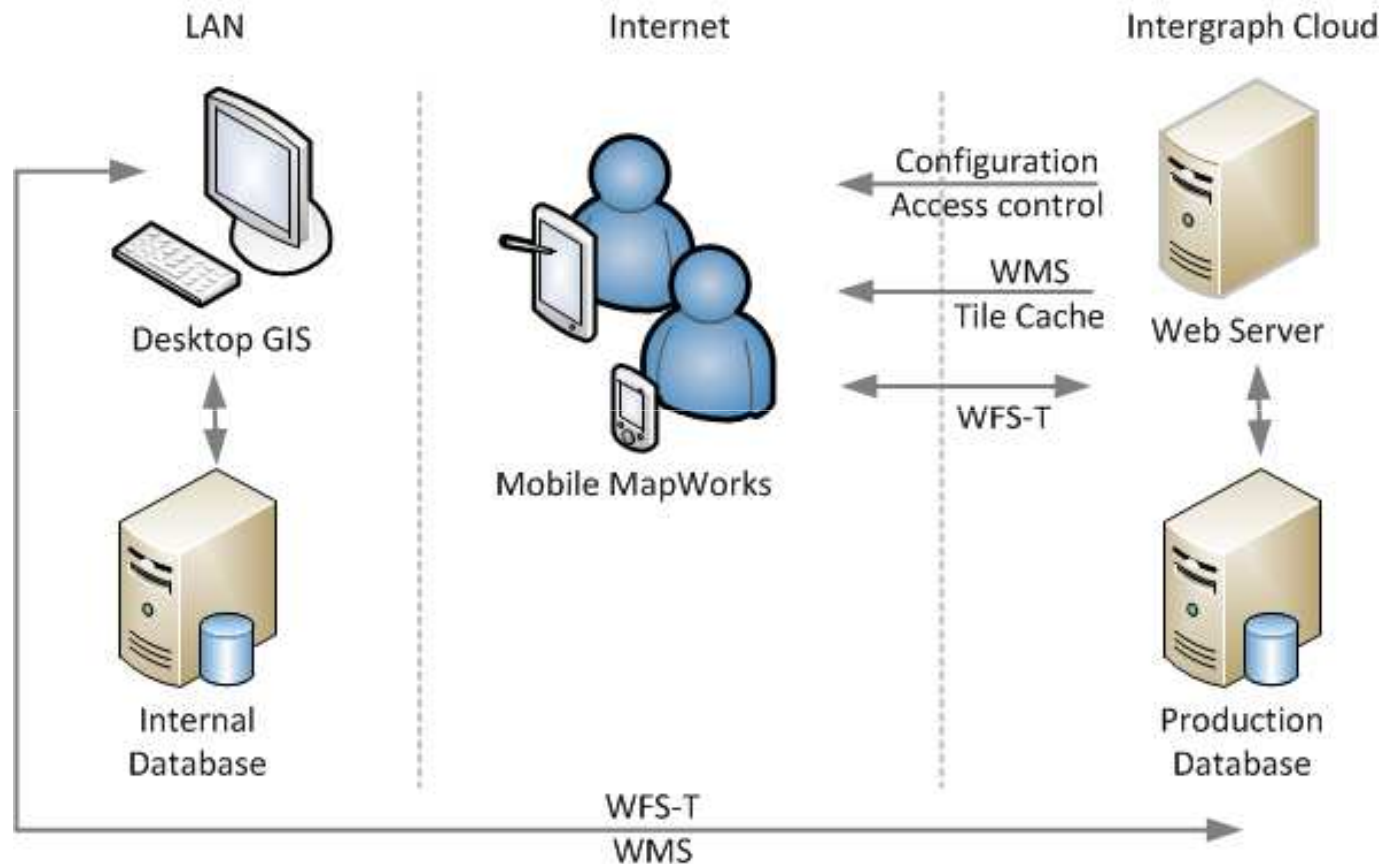 LAN
Internet
Intergraph Cloud
Configuration
Access control
WMS
Tile Cache
Web Server
Desktop GIS
WFS-T
Mobile MapWorks
Internal
Database
Production
Database
WFS-T
WMS